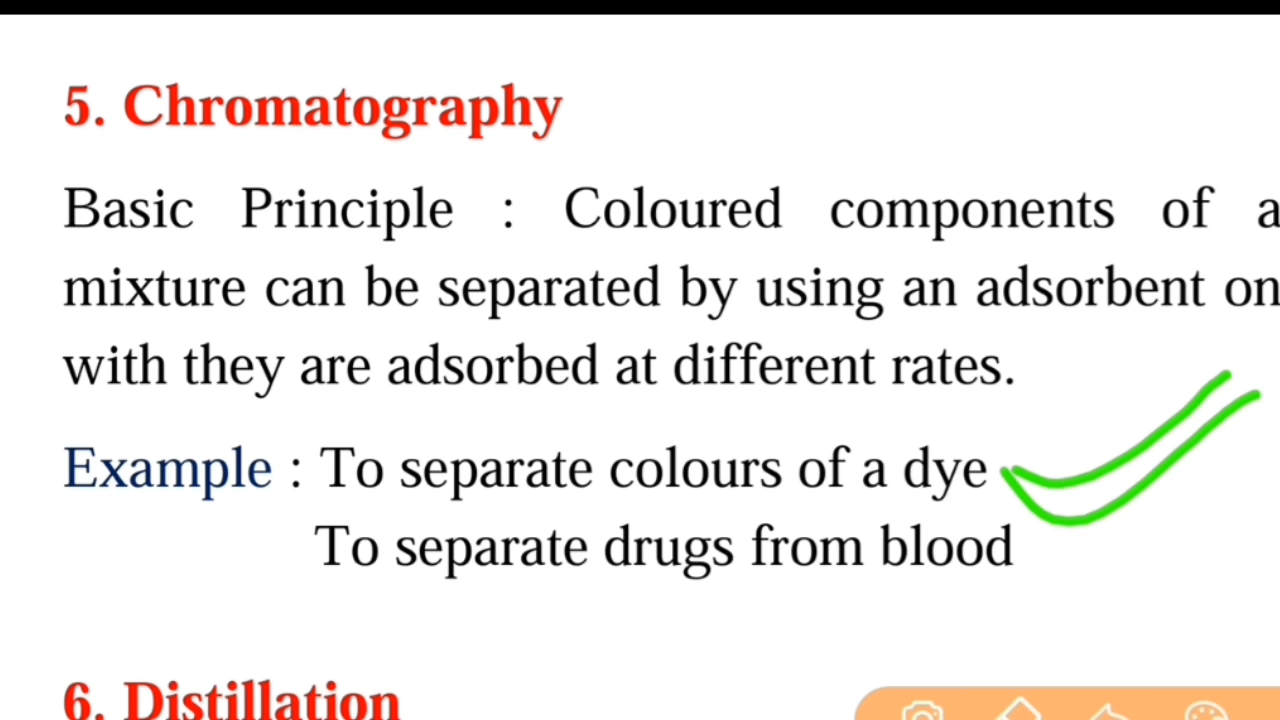 5. Chromatography
Basic Principle : Coloured components of a
mixture can be separated by using an adsorbent on
with they are adsorbed at different rates.
Example : To separate colours of a dye
To separate drugs from blood
6. Distillation